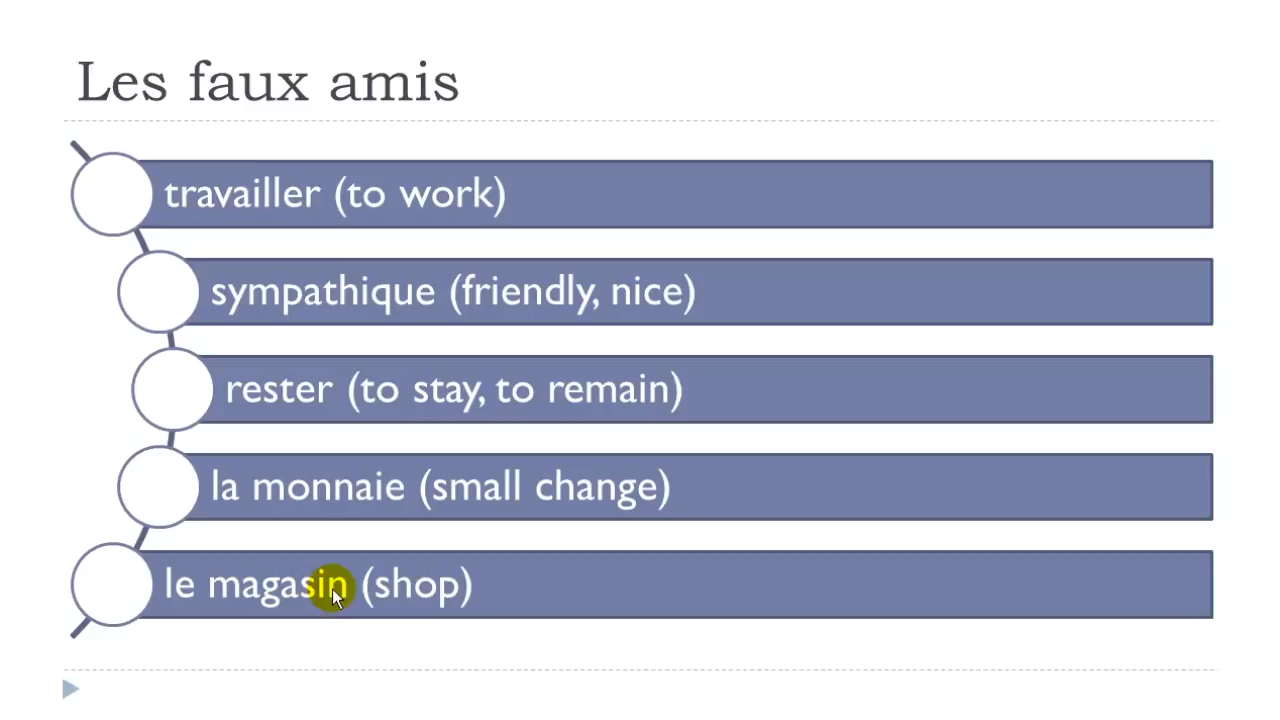 Les faux amis
travailler (to work)
sympathique (friendly, nice)
rester (to stay, to remain)
la monnaie (small change)
le magasin (shop)